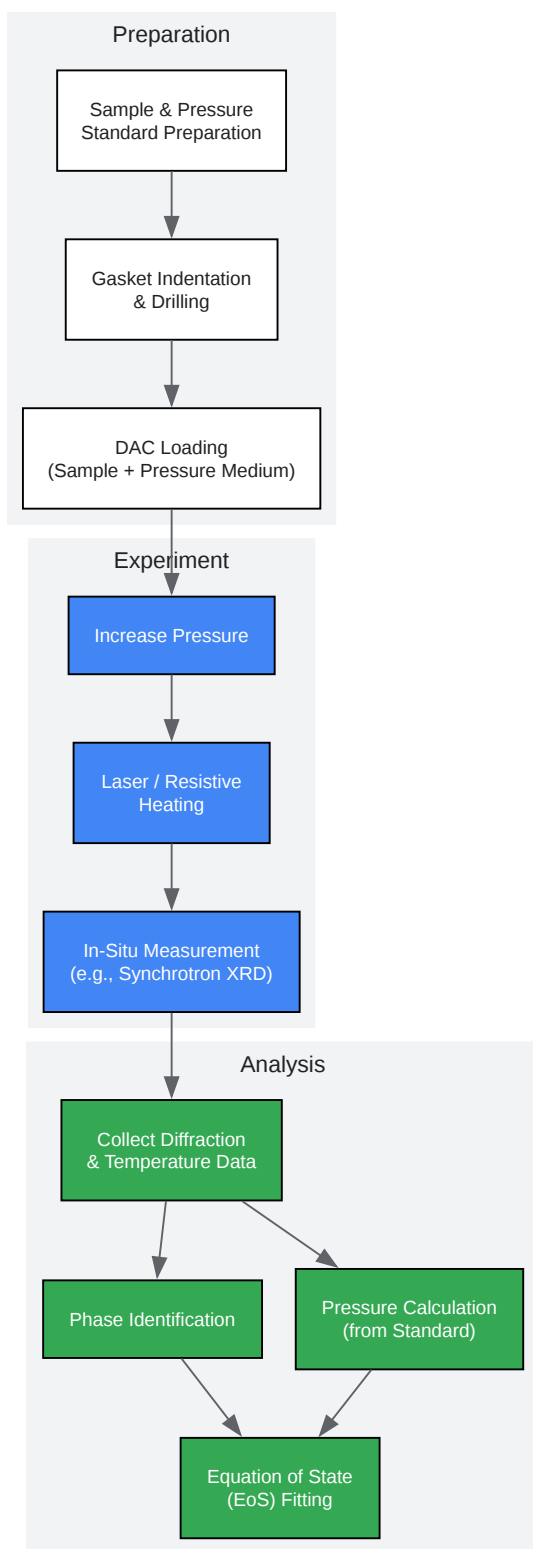 Preparation
Sample & Pressure
Standard Preparation
Gasket Indentation
& Drilling
DAC Loading
(Sample + Pressure Medium)
Experiment
Increase Pressure
Laser / Resistive
Heating
In-Situ Measurement
(e.g., Synchrotron XRD)
Analysis
Collect Diffraction
& Temperature Data
Phase Identification
Pressure Calculation
(from Standard)
Equation of State
(EoS) Fitting